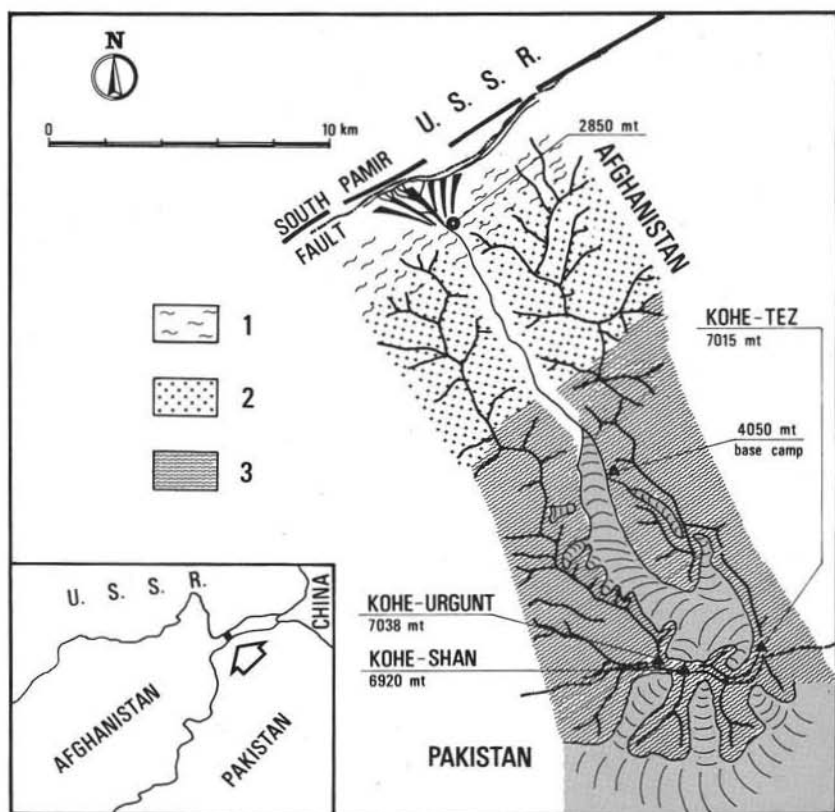 N
0 10 km
U. S. S. R.
SOUTH PAMIR
FAULT
2850 mt
AFGHANISTAN
1
2
3
KOHE-TEZ
7015 mt
4050 mt
base camp
KOHE-URGUNT
7038 mt
KOHE-SHAN
6920 mt
PAKISTAN
U. S. S. R.
CHINA
AFGHANISTAN
PAKISTAN